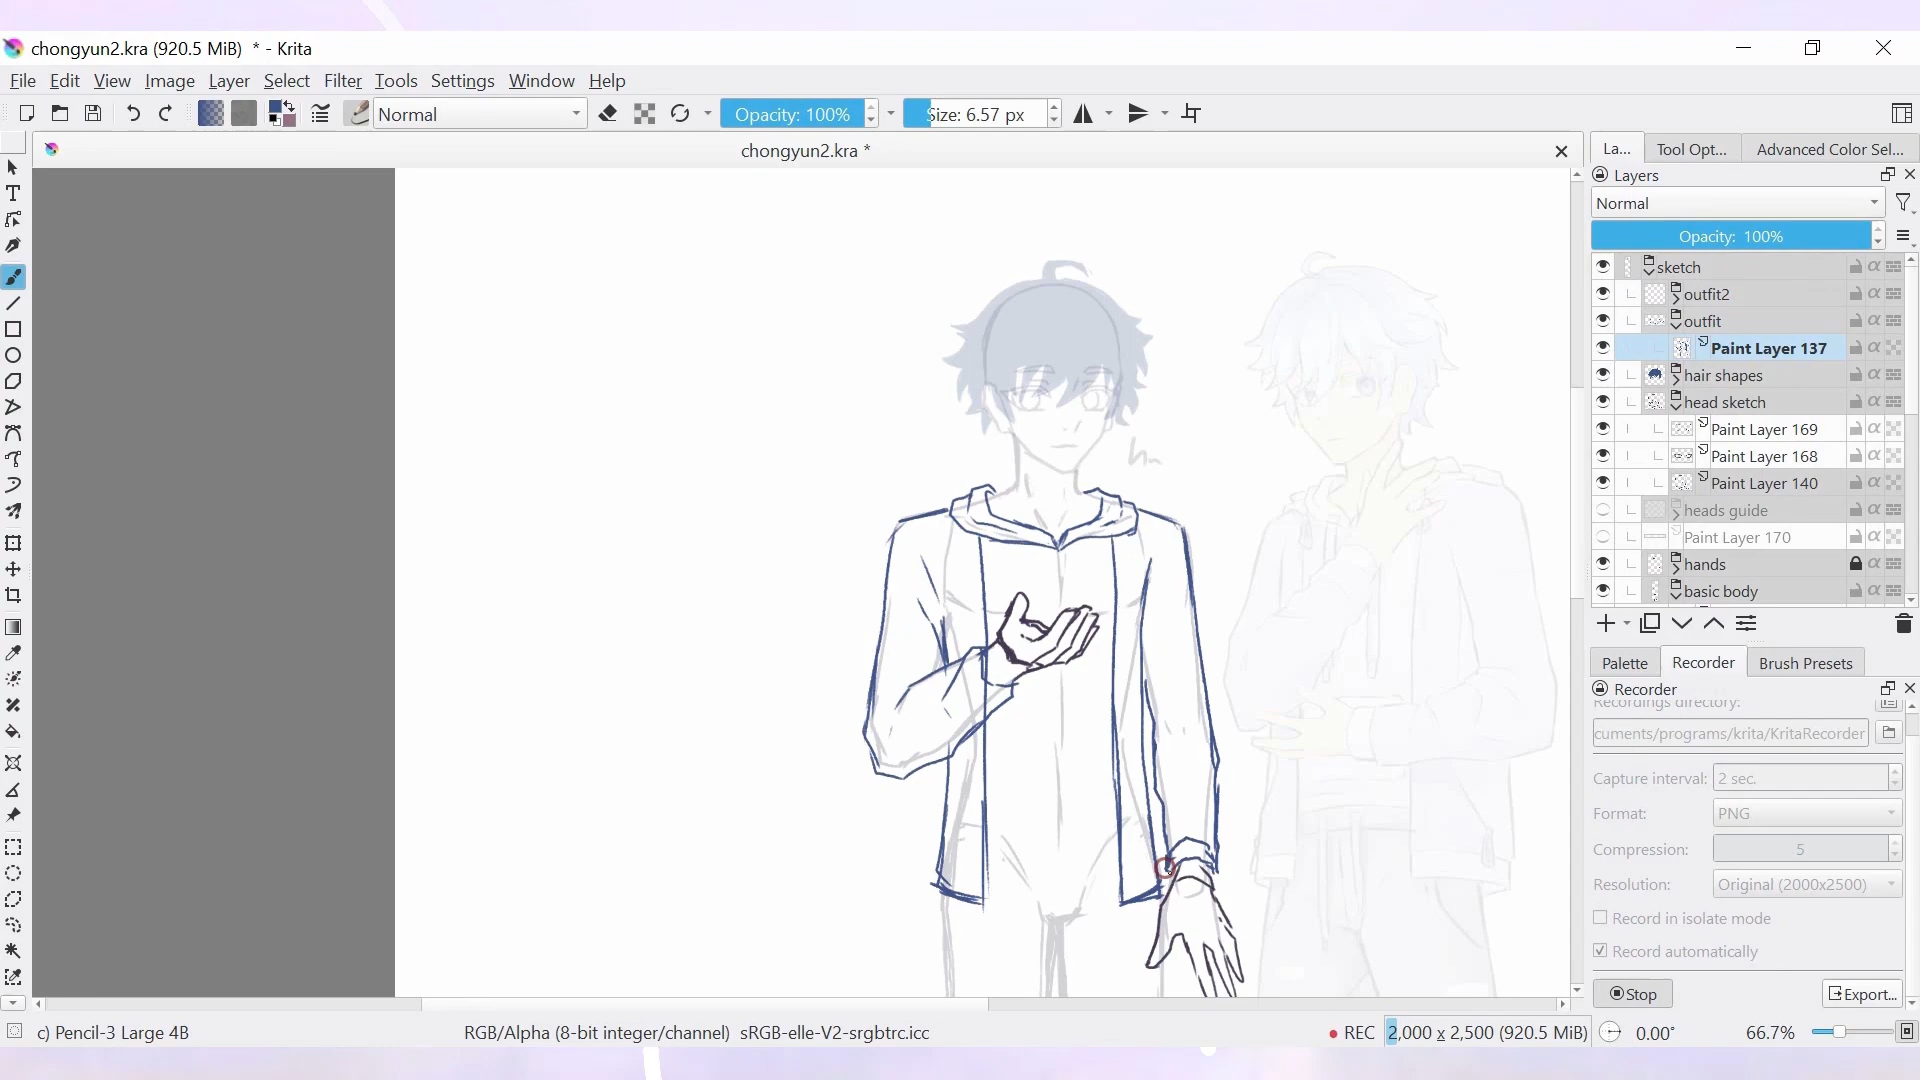 chongyun2.kra (920.5 MiB)  * - Krita
File Edit View Image Layer Select Filter Tools Settings Window Help
Normal Opacity: 100% Size: 6.57 px
chongyun2.kra *
La... Tool Opt... Advanced Color Sel...
Layers
Normal
Opacity: 100%
sketch
outfit2
outfit
Paint Layer 137
hair shapes
head sketch
Paint Layer 169
Paint Layer 168
Paint Layer 140
heads guide
Paint Layer 170
hands
basic body
Palette Recorder Brush Presets
Recorder
Recordings directory:
cuments/programs/krita/KritaRecorder
Capture interval: 2 sec.
Format: PNG
Compression: 5
Resolution: Original (2000x2500)
Record in isolate mode
Record automatically
Stop Export...
c) Pencil-3 Large 4B RGB/Alpha (8-bit integer/channel) sRGB-elle-V2-srgbtrc.icc REC 2,000 x 2,500 (920.5 MiB) 0.00° 66.7%